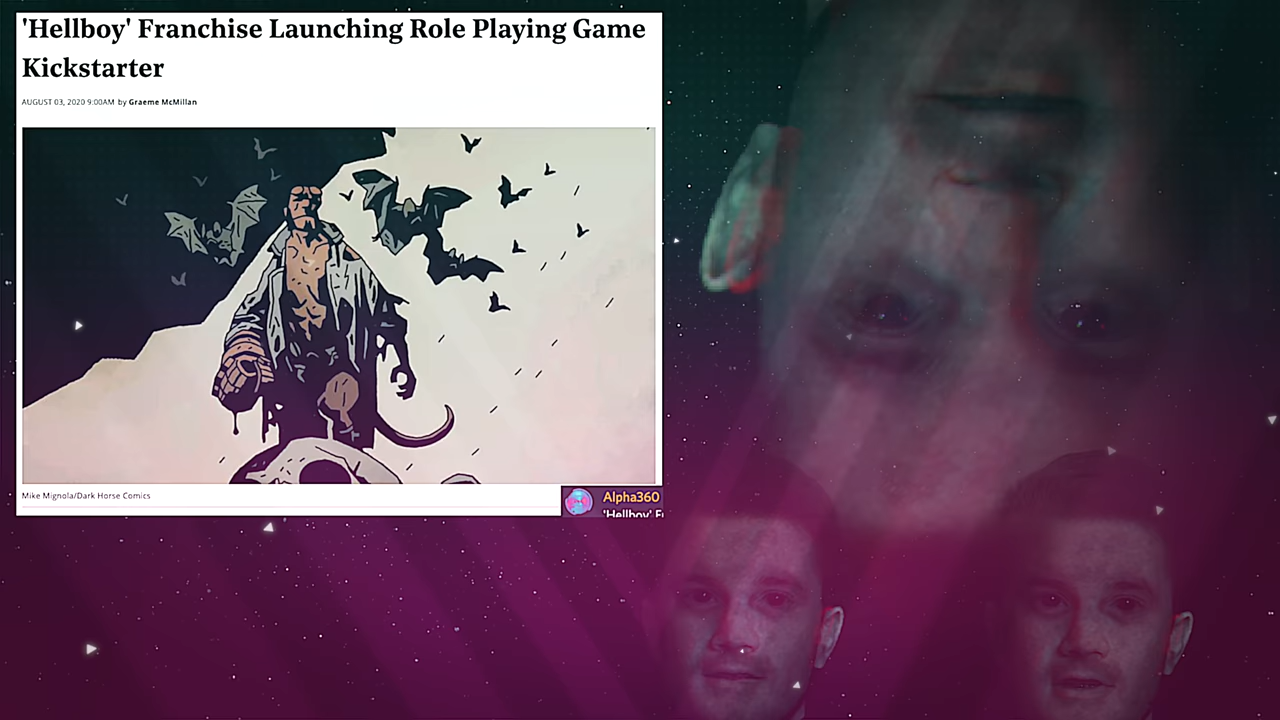 'Hellboy' Franchise Launching Role Playing Game
Kickstarter
AUGUST 03, 2020 9:00AM by Graeme McMillan
Mike Mignola/Dark Horse Comics
Alpha360
'Hellboy' F